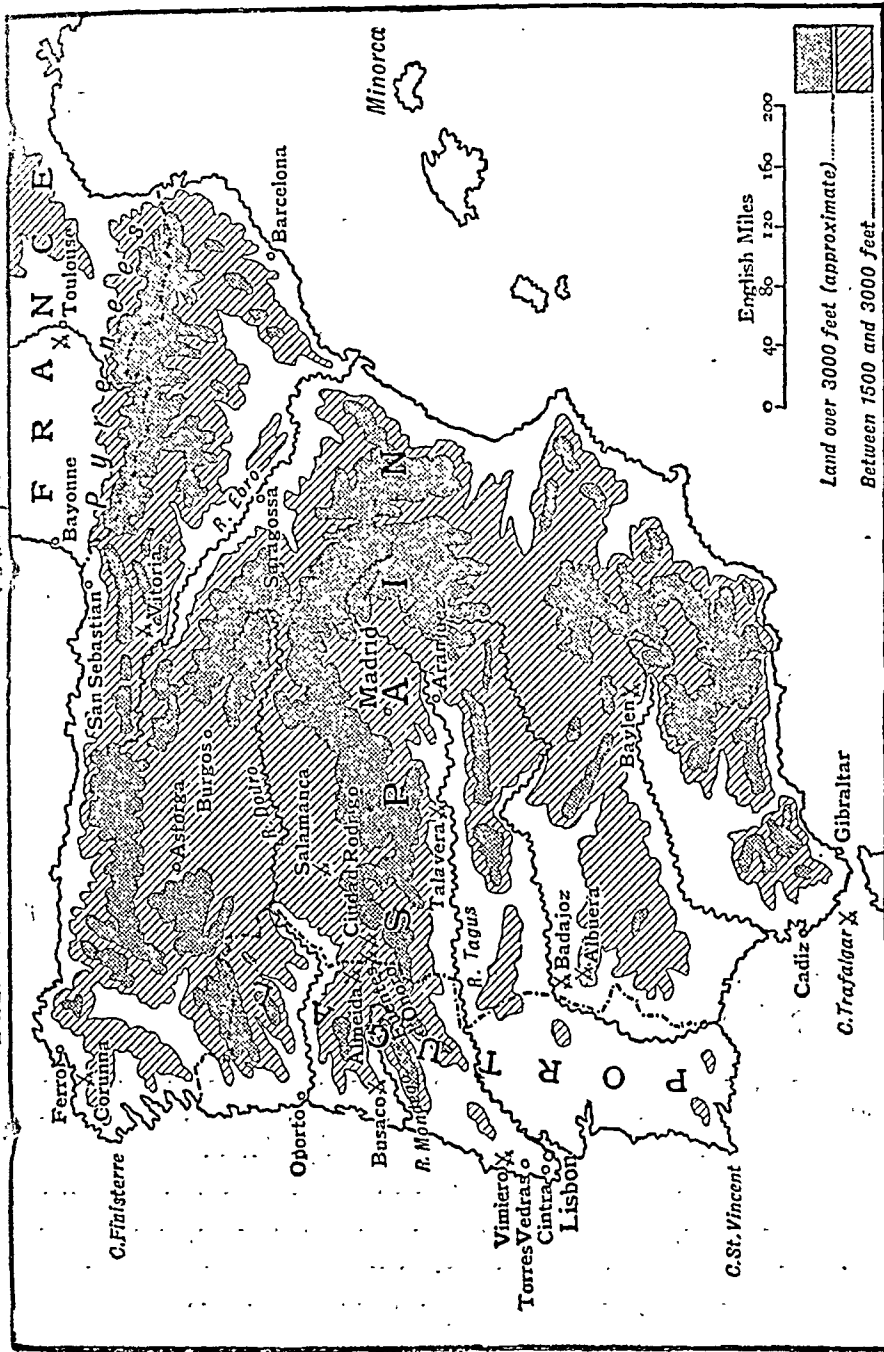 FRANCE
Toulouse
Bayonne
Pyrenees
San Sebastian
Vitoria
R. Ebro
Saragossa
Barcelona
Minorca
Ferrol
Corunna
C. Finisterre
Astorga
Burgos
R. Douro
Salamanca
Ciudad Rodrigo
Almeida
Oporto
Busaco
SPAIN
Madrid
Aranjuez
Talavera
R. Tagus
PORTUGAL
Vimiero
Torres Vedras
Cintra
Lisbon
Badajoz
Albuera
Baylen
C. St. Vincent
Cadiz
C. Trafalgar
Gibraltar
English Miles
0 40 80 120 160 200
Land over 3000 feet (approximate)
Between 1500 and 3000 feet